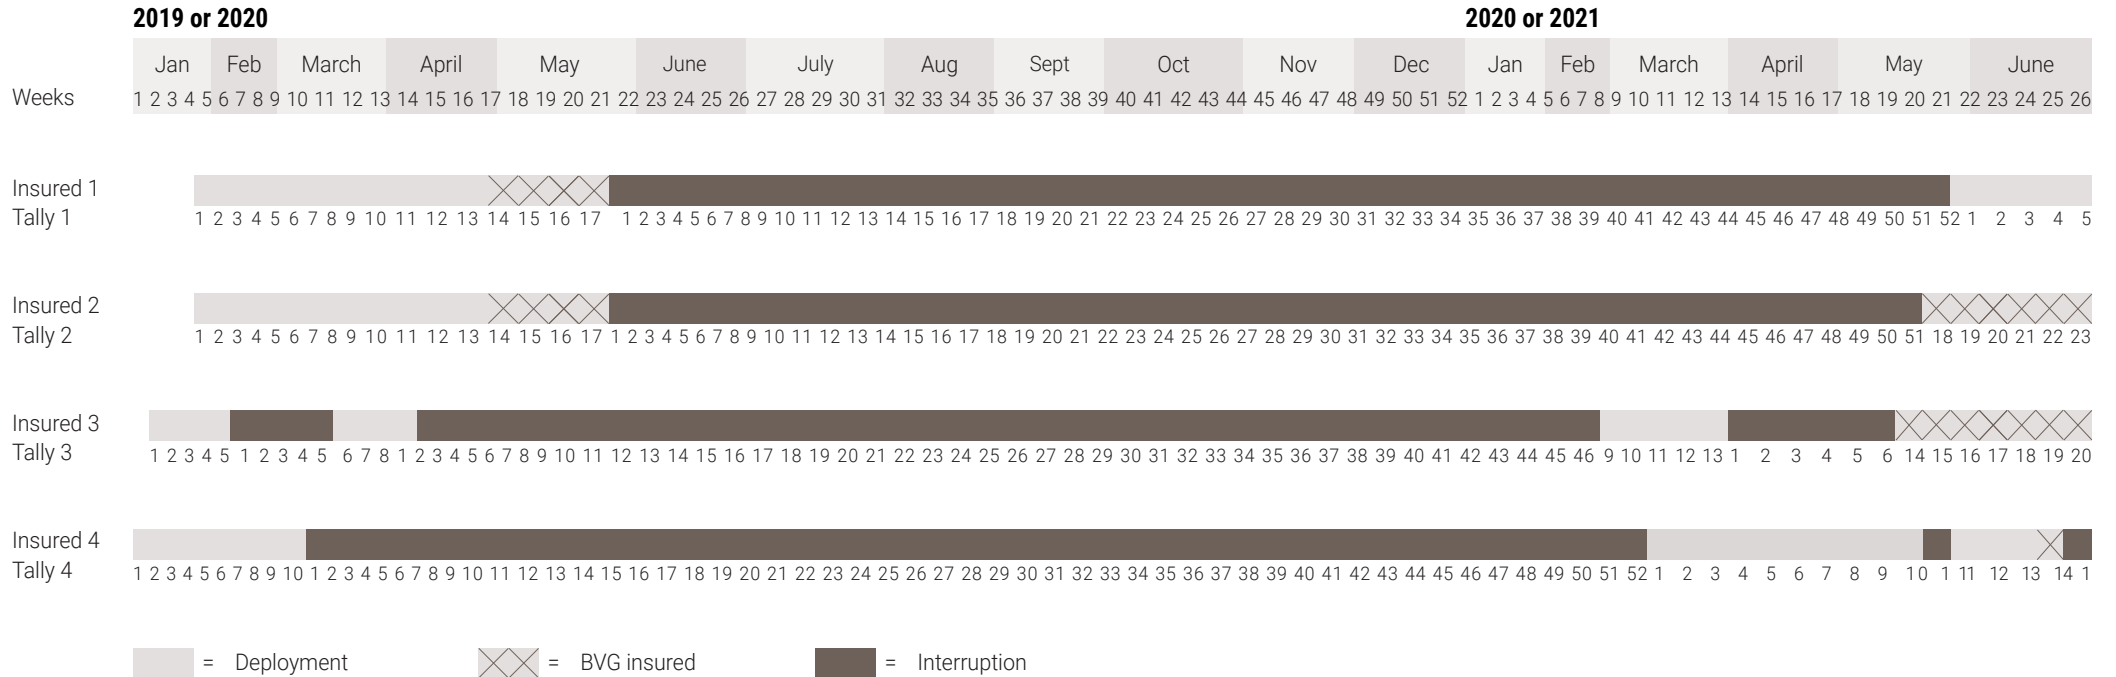 2019 or 2020 2020 or 2021
Jan Feb March April May June July Aug Sept Oct Nov Dec Jan Feb March April May June
Weeks 1 2 3 4 5 6 7 8 9 10 11 12 13 14 15 16 17 18 19 20 21 22 23 24 25 26 27 28 29 30 31 32 33 34 35 36 37 38 39 40 41 42 43 44 45 46 47 48 49 50 51 52 1 2 3 4 5 6 7 8 9 10 11 12 13 14 15 16 17 18 19 20 21 22 23 24 25 26
Insured 1
Tally 1 1 2 3 4 5 6 7 8 9 10 11 12 13 14 15 16 17 1 2 3 4 5 6 7 8 9 10 11 12 13 14 15 16 17 18 19 20 21 22 23 24 25 26 27 28 29 30 31 32 33 34 35 36 37 38 39 40 41 42 43 44 45 46 47 48 49 50 51 52 1 2 3 4 5
Insured 2
Tally 2 1 2 3 4 5 6 7 8 9 10 11 12 13 14 15 16 17 1 2 3 4 5 6 7 8 9 10 11 12 13 14 15 16 17 18 19 20 21 22 23 24 25 26 27 28 29 30 31 32 33 34 35 36 37 38 39 40 41 42 43 44 45 46 47 48 49 50 51 18 19 20 21 22 23
Insured 3
Tally 3 1 2 3 4 5 1 2 3 4 5 6 7 8 1 2 3 4 5 6 7 8 9 10 11 12 13 14 15 16 17 18 19 20 21 22 23 24 25 26 27 28 29 30 31 32 33 34 35 36 37 38 39 40 41 42 43 44 45 46 9 10 11 12 13 1 2 3 4 5 6 14 15 16 17 18 19 20
Insured 4
Tally 4 1 2 3 4 5 6 7 8 9 10 1 2 3 4 5 6 7 8 9 10 11 12 13 14 15 16 17 18 19 20 21 22 23 24 25 26 27 28 29 30 31 32 33 34 35 36 37 38 39 40 41 42 43 44 45 46 47 48 49 50 51 52 1 2 3 4 5 6 7 8 9 10 1 11 12 13 14 1
= Deployment = BVG insured = Interruption